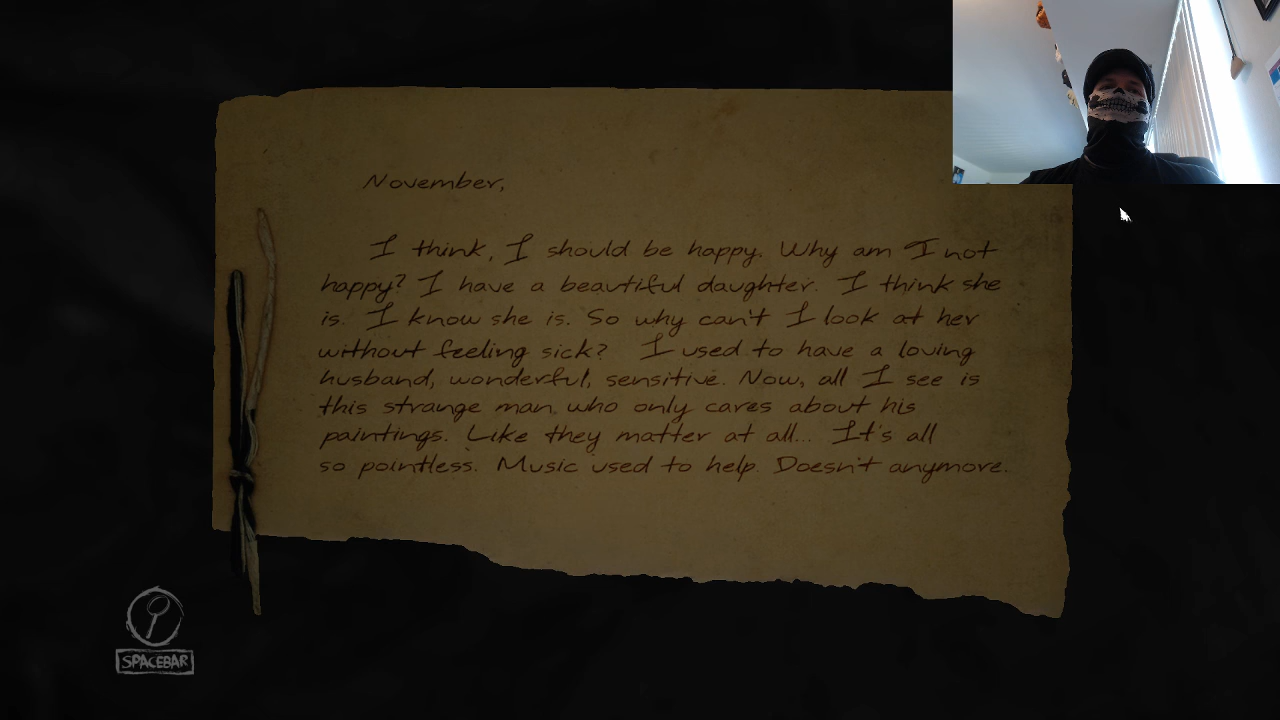 November,
I think, I should be happy. Why am I not
happy? I have a beautiful daughter. I think she
is. I know she is. So why can't I look at her
without feeling sick? I used to have a loving
husband, wonderful, sensitive. Now, all I see is
this strange man who only cares about his
paintings. Like they matter at all... It's all
so pointless. Music used to help. Doesn't anymore.
SPACEBAR